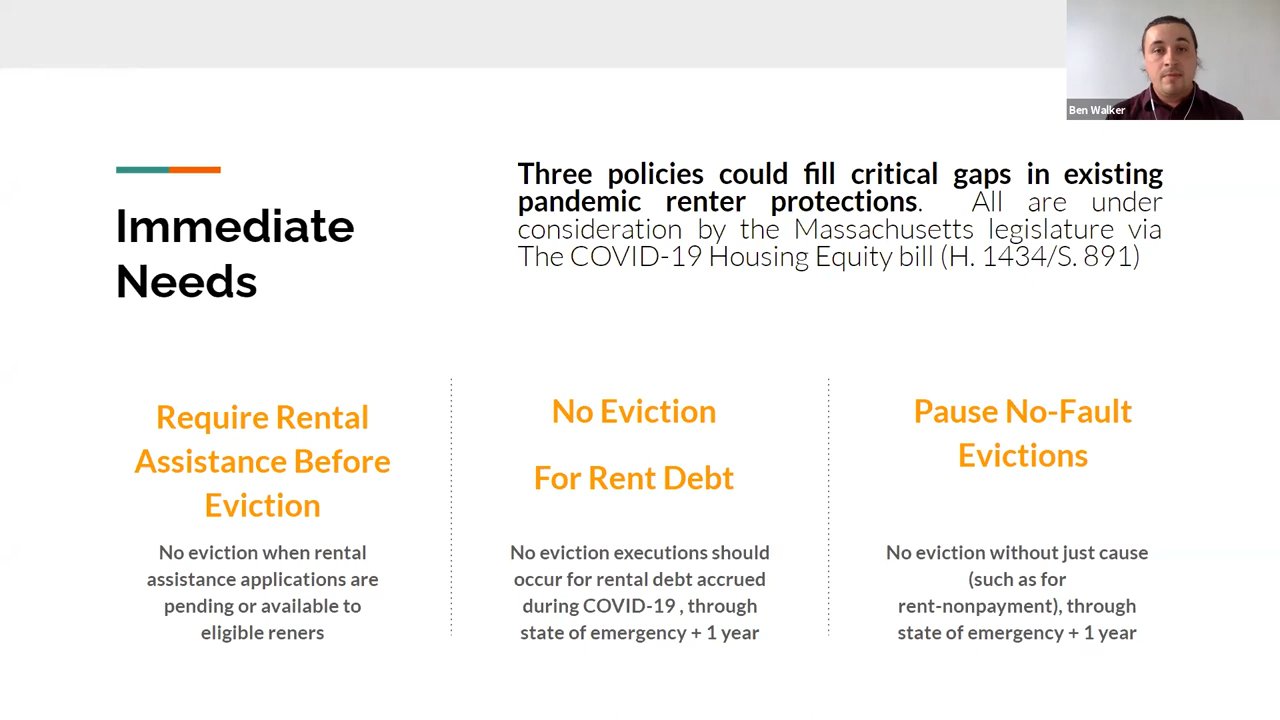 Ben Walker
Immediate
Needs
Three policies could fill critical gaps in existing
pandemic renter protections. All are under
consideration by the Massachusetts legislature via
The COVID-19 Housing Equity bill (H. 1434/S. 891)
Require Rental
Assistance Before
Eviction
No eviction when rental
assistance applications are
pending or available to
eligible reners
No Eviction
For Rent Debt
No eviction executions should
occur for rental debt accrued
during COVID-19 , through
state of emergency + 1 year
Pause No-Fault
Evictions
No eviction without just cause
(such as for
rent-nonpayment), through
state of emergency + 1 year